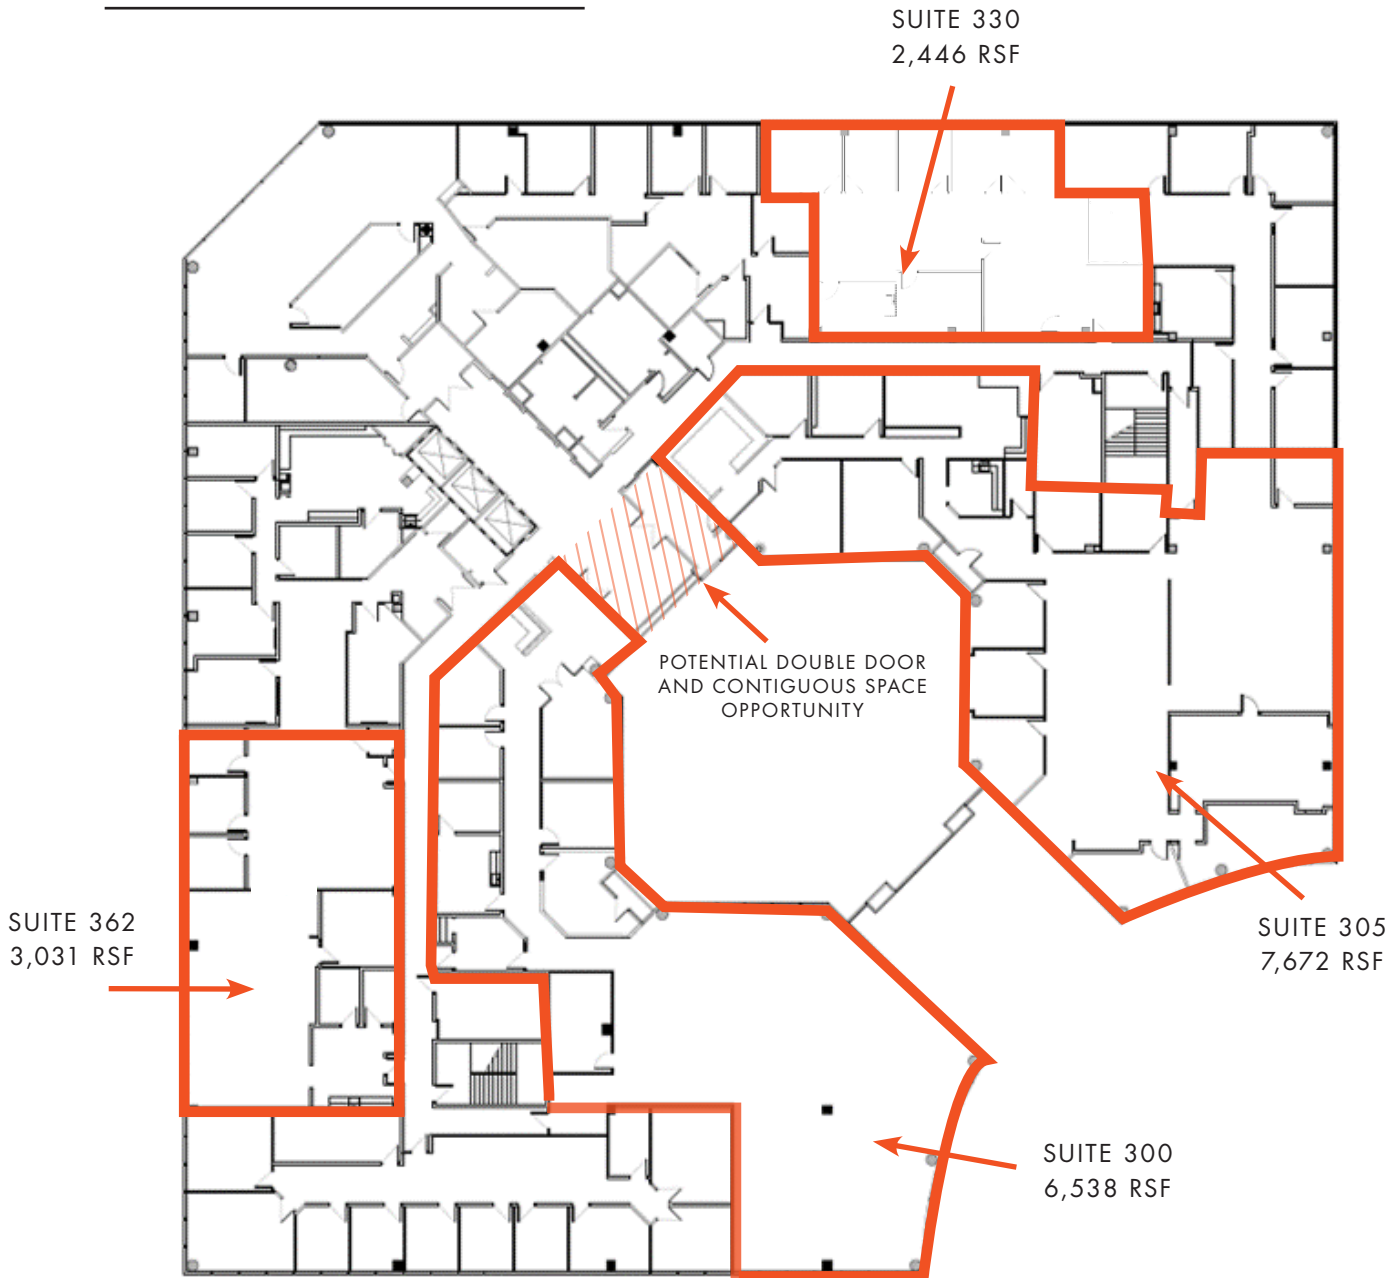 SUITE 330
2,446 RSF
POTENTIAL DOUBLE DOOR
AND CONTIGUOUS SPACE
OPPORTUNITY
SUITE 362
3,031 RSF
SUITE 305
7,672 RSF
SUITE 300
6,538 RSF